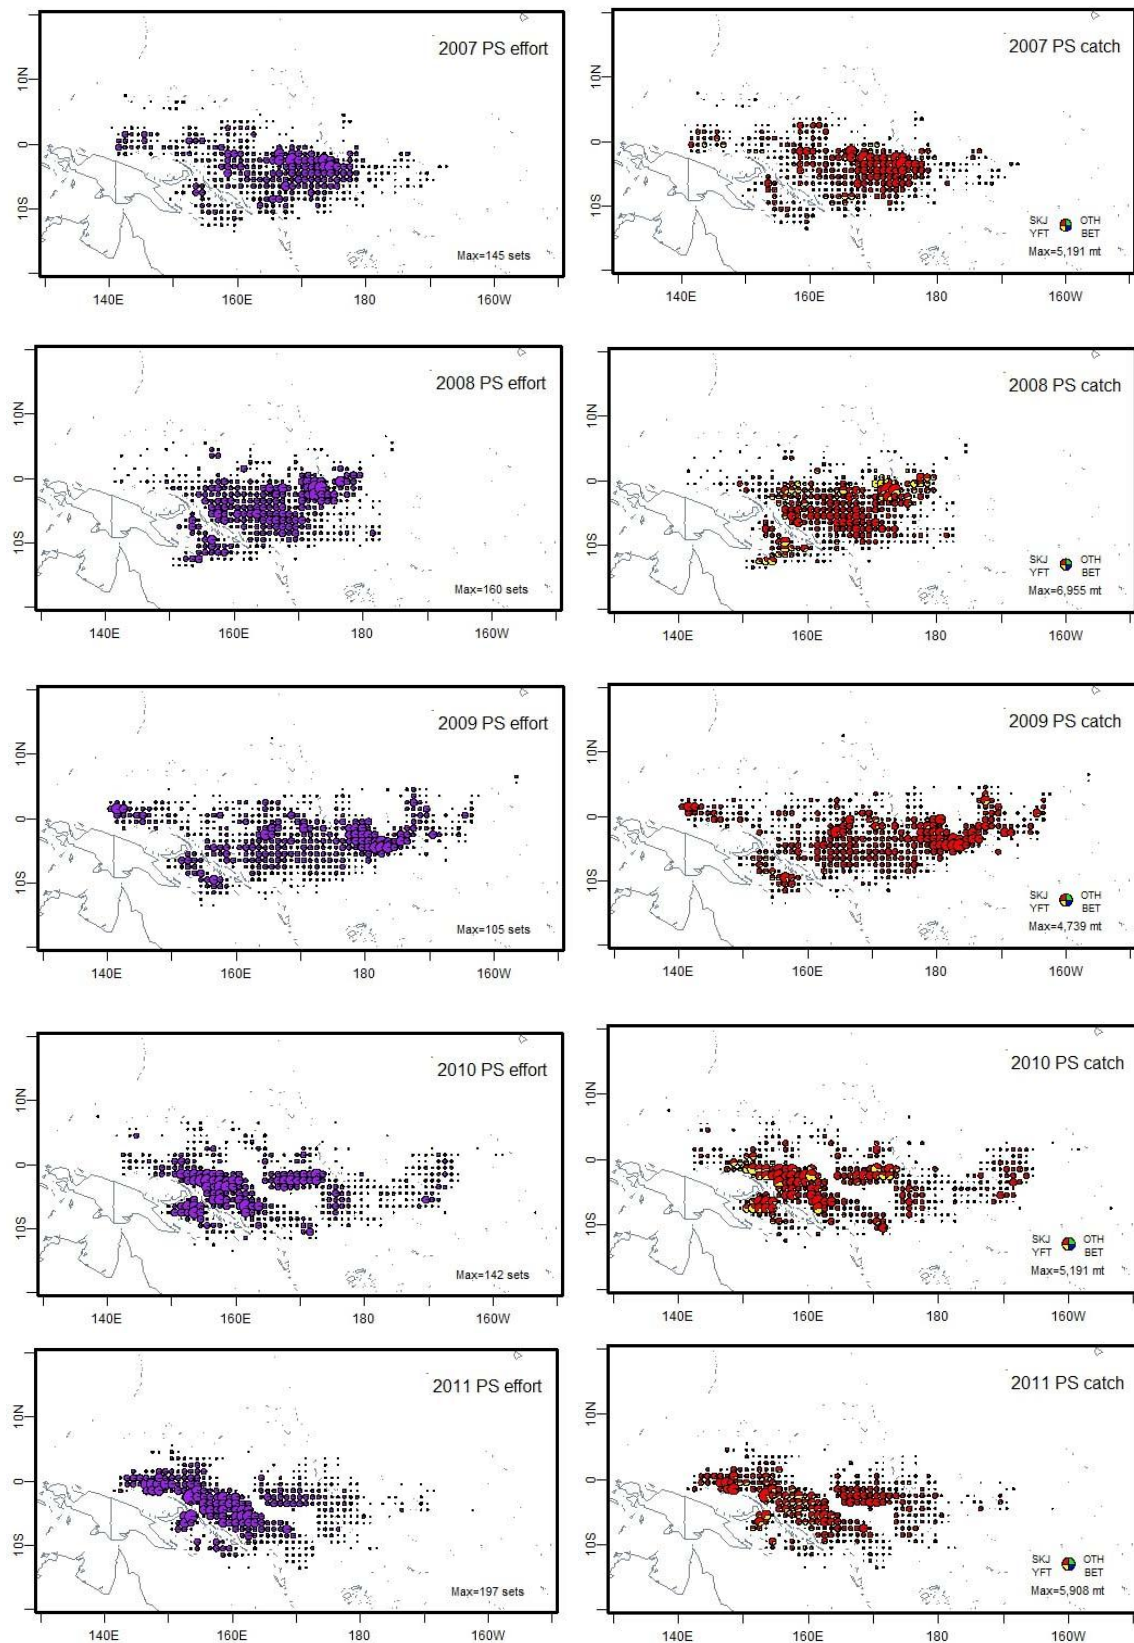 2007 PS effort
10N
0
10S
Max=145 sets
140E 160E 180 160W
2007 PS catch
10N
0
10S
SKJ OTH
YFT BET
Max=5,191 mt
140E 160E 180 160W
2008 PS effort
10N
0
10S
Max=160 sets
140E 160E 180 160W
2008 PS catch
10N
0
10S
SKJ OTH
YFT BET
Max=6,955 mt
140E 160E 180 160W
2009 PS effort
10N
0
10S
Max=105 sets
140E 160E 180 160W
2009 PS catch
10N
0
10S
SKJ OTH
YFT BET
Max=4,739 mt
140E 160E 180 160W
2010 PS effort
10N
0
10S
Max=142 sets
140E 160E 180 160W
2010 PS catch
10N
0
10S
SKJ OTH
YFT BET
Max=5,191 mt
140E 160E 180 160W
2011 PS effort
10N
0
10S
Max=197 sets
140E 160E 180 160W
2011 PS catch
10N
0
10S
SKJ OTH
YFT BET
Max=5,908 mt
140E 160E 180 160W